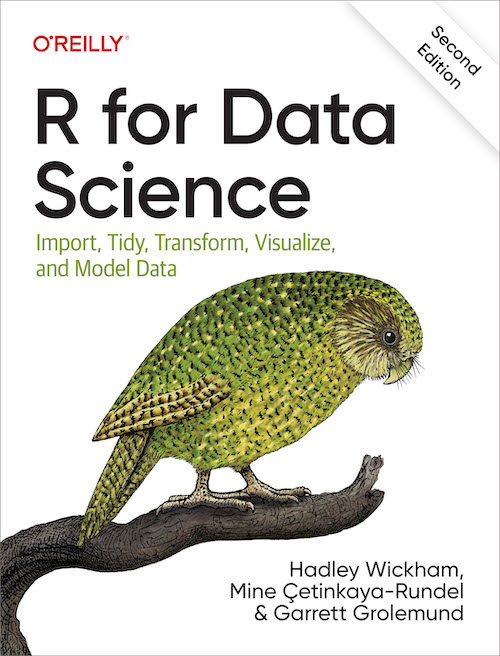 O'REILLY®
Second
Edition
R for Data
Science
Import, Tidy, Transform, Visualize,
and Model Data
Hadley Wickham,
Mine Çetinkaya-Rundel
& Garrett Grolemund